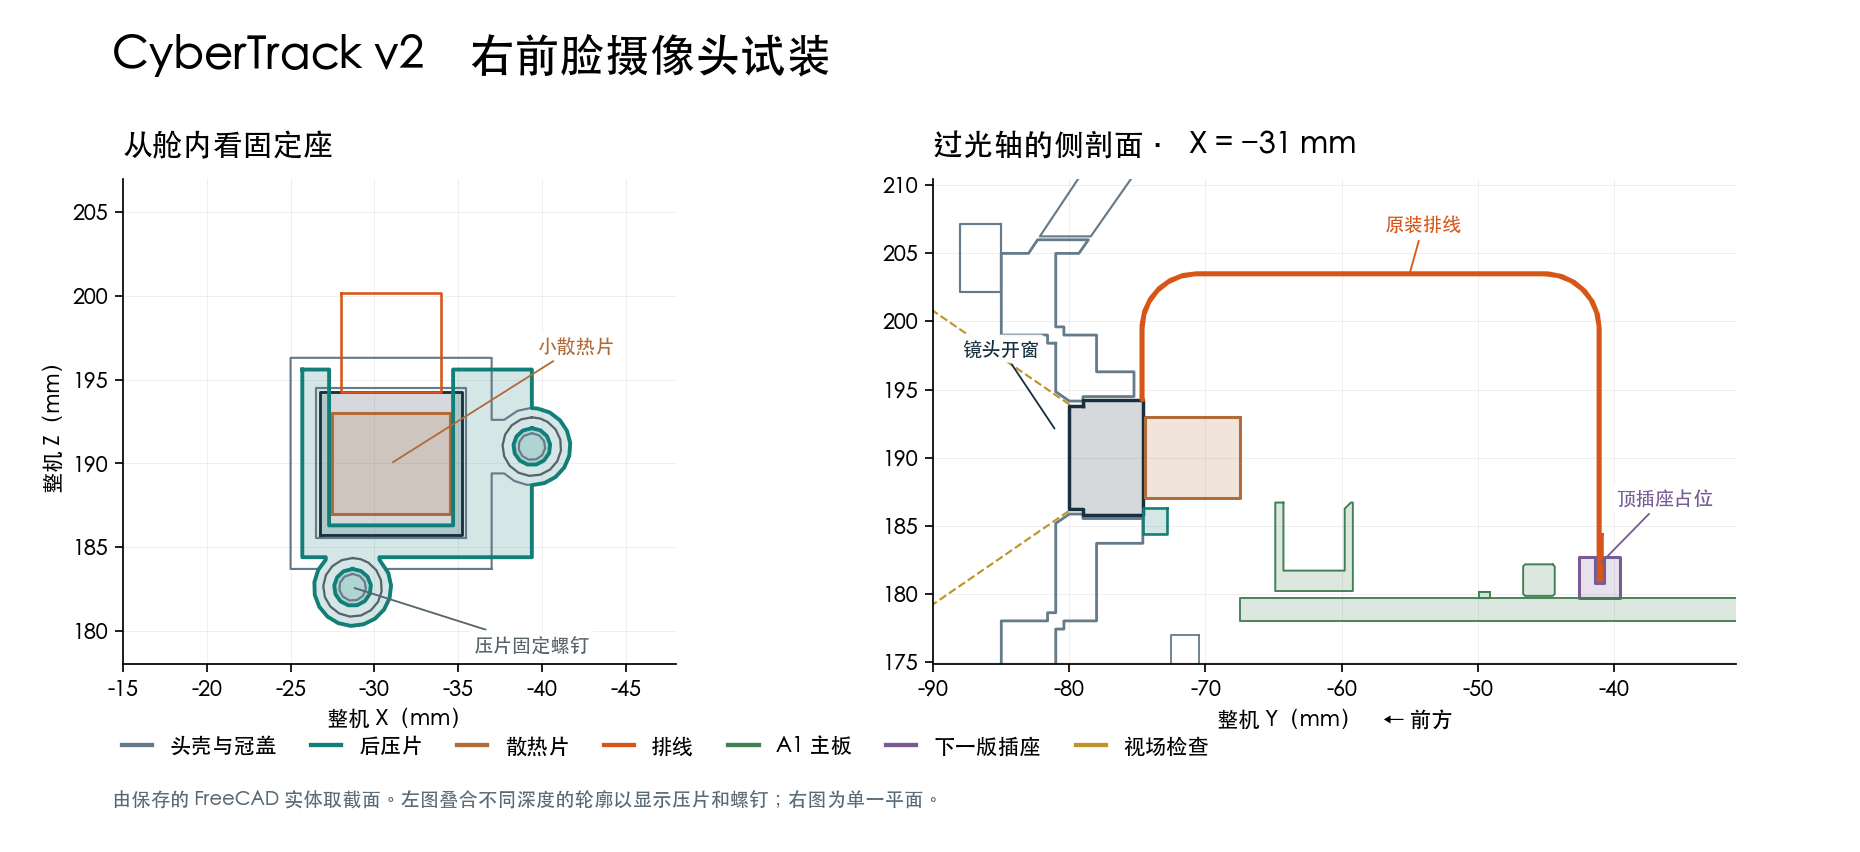 CyberTrack v2 右前脸摄像头试装
从舱内看固定座
205
200
195
190
185
180
整机 Z（mm）
小散热片
压片固定螺钉
-15 -20 -25 -30 -35 -40 -45
整机 X（mm）
过光轴的侧剖面 · X = −31 mm
210
205
200
195
190
185
180
175
原装排线
镜头开窗
顶插座占位
-90 -80 -70 -60 -50 -40
整机 Y（mm） ← 前方
头壳与冠盖 后压片 散热片 排线 A1 主板 下一版插座 视场检查
由保存的 FreeCAD 实体取截面。左图叠合不同深度的轮廓以显示压片和螺钉；右图为单一平面。